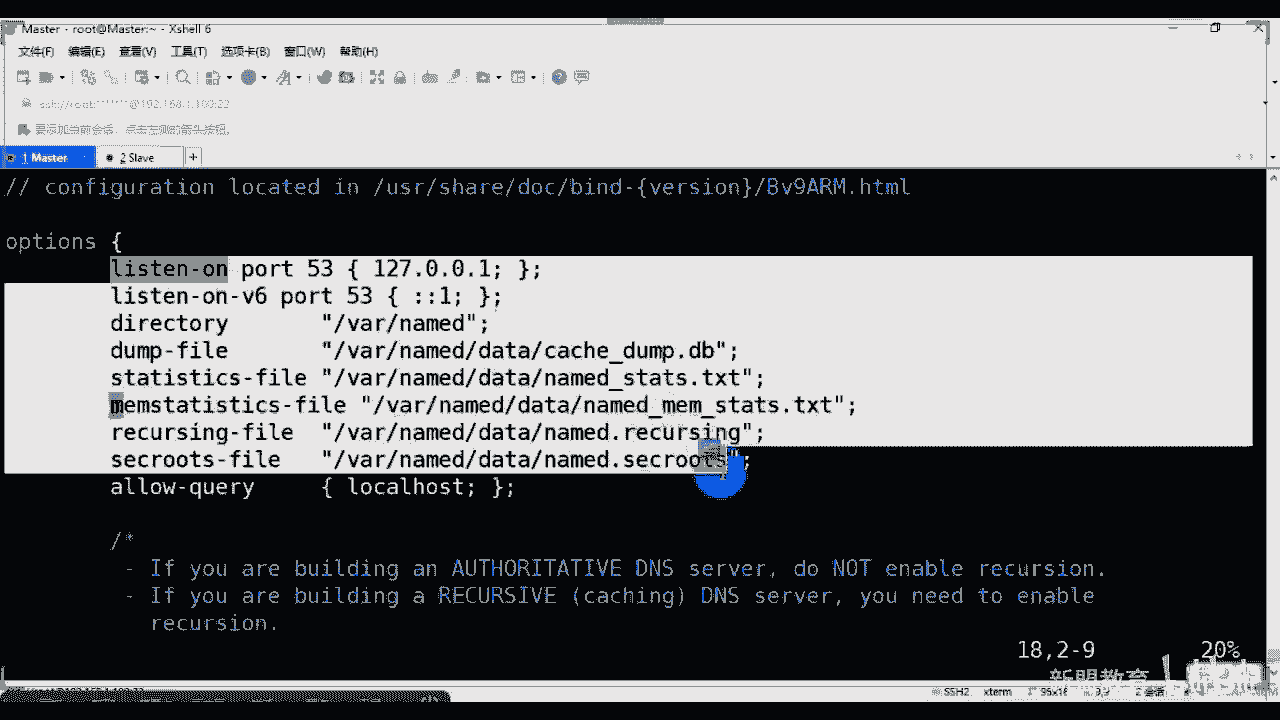 Master - root@Master:~ - Xshell 6
文件(F) 编辑(E) 查看(V) 工具(T) 选项卡(B) 窗口(W) 帮助(H)
ssh://root:******@192.168.1.100:22
要添加当前会话，点击左侧的箭头按钮。
1 Master 2 Slave +
// configuration located in /usr/share/doc/bind-{version}/Bv9ARM.html
options {
listen-on port 53 { 127.0.0.1; };
listen-on-v6 port 53 { ::1; };
directory "/var/named";
dump-file "/var/named/data/cache_dump.db";
statistics-file "/var/named/data/named_stats.txt";
memstatistics-file "/var/named/data/named_mem_stats.txt";
recursing-file "/var/named/data/named.recursing";
secroots-file "/var/named/data/named.secroots";
allow-query { localhost; };
/*
- If you are building an AUTHORITATIVE DNS server, do NOT enable recursion.
- If you are building a RECURSIVE (caching) DNS server, you need to enable
recursion.
18,2-9 20%
新盟教育
SSH2 xterm